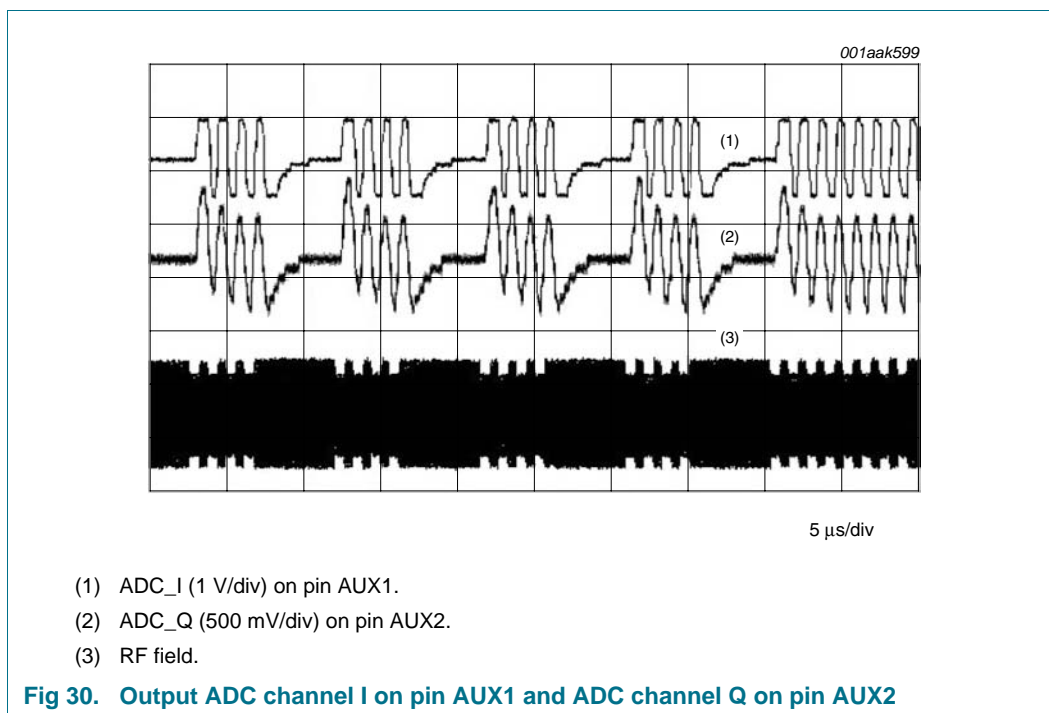 001aak599
(1)
(2)
(3)
5 μs/div
(1) ADC_I (1 V/div) on pin AUX1.
(2) ADC_Q (500 mV/div) on pin AUX2.
(3) RF field.
Fig 30. Output ADC channel I on pin AUX1 and ADC channel Q on pin AUX2